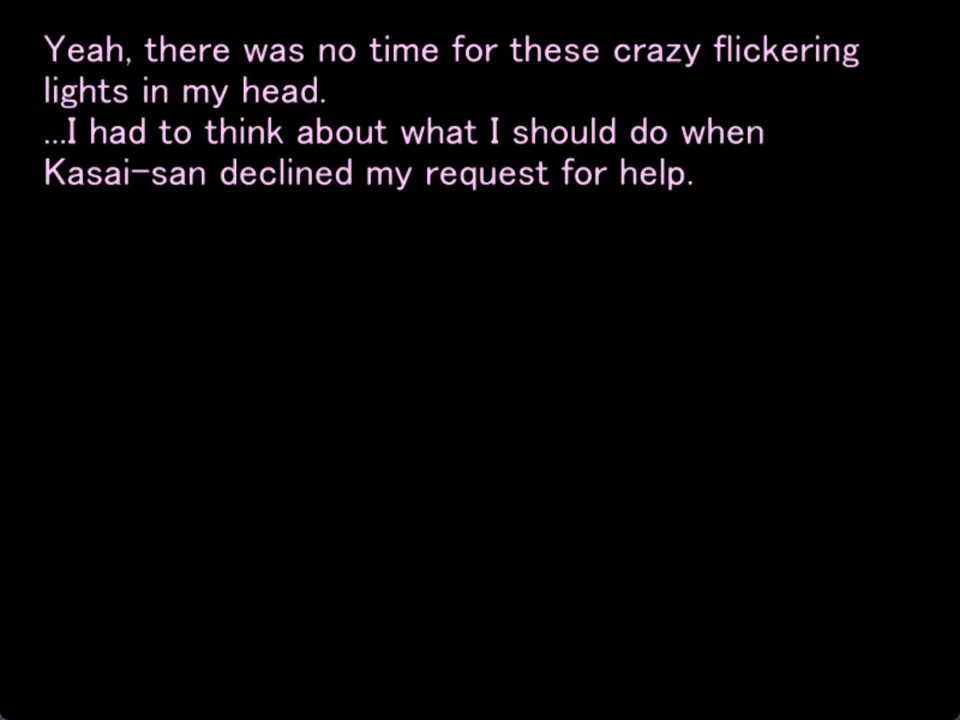 Yeah, there was no time for these crazy flickering
lights in my head.
...I had to think about what I should do when
Kasai-san declined my request for help.